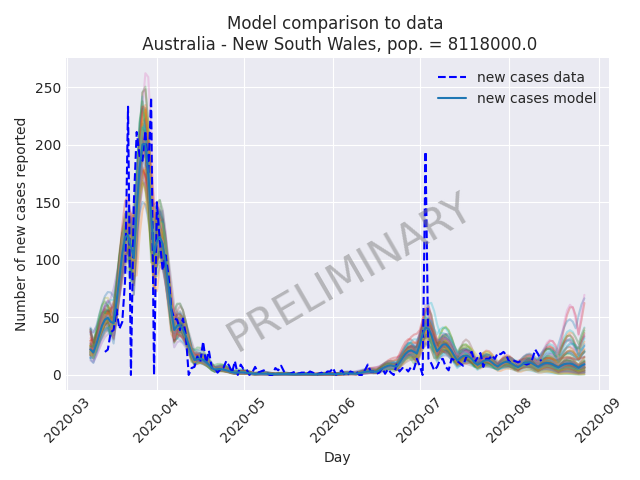 Model comparison to data
Australia - New South Wales, pop. = 8118000.0
new cases data
new cases model
Number of new cases reported
250
200
150
100
50
0
PRELIMINARY
2020-03
2020-04
2020-05
2020-06
2020-07
2020-08
2020-09
Day